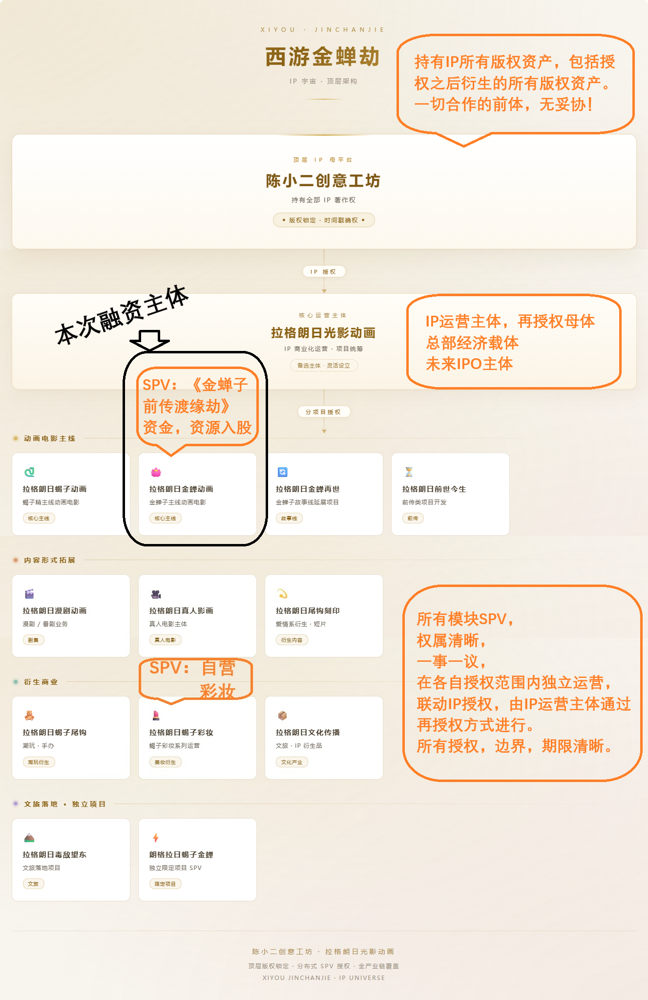 XIYOU · JINCHANJIE
西游金蝉劫
IP 宇宙 · 顶层架构
持有IP所有版权资产，包括授
权之后衍生的所有版权资产。
一切合作的前体，无妥协！
顶层 IP 母平台
陈小二创意工坊
持有全部 IP 著作权
◆ 版权锁定 · 时间戳确权 ◆
IP 授权
本次融资主体
核心运营主体
拉格朗日光影动画
IP 商业化运营 · 项目统筹
备选主体 · 灵活设立
IP运营主体，再授权母体
总部经济载体
未来IPO主体
SPV：《金蝉子
前传渡缘劫》
资金，资源入股
分项目授权
动画电影主线
拉格朗日蝎子动画
蝎子精主线动画电影
核心主线
拉格朗日金蝉动画
金蝉子主线动画电影
核心主线
拉格朗日金蝉再世
金蝉子故事线延展项目
故事线
拉格朗日前世今生
前传类项目开发
前传
内容形式拓展
拉格朗日漫剧动画
漫剧 / 番剧业务
剧集
拉格朗日真人影画
真人电影主体
真人电影
拉格朗日尾钩刻印
爱情系衍生 · 短片
衍生内容
所有模块SPV，
权属清晰，
一事一议，
在各自授权范围内独立运营，
联动IP授权，由IP运营主体通过
再授权方式进行。
所有授权，边界，期限清晰。
SPV：自营
彩妆
衍生商业
拉格朗日蝎子尾钩
潮玩 · 手办
潮玩衍生
拉格朗日蝎子彩妆
蝎子彩妆系列运营
美妆衍生
拉格朗日文化传播
文旅 · IP 衍生品
文化产业
文旅落地 · 独立项目
拉格朗日毒敌望东
文旅落地项目
文旅
朗格拉日蝎子金蝉
独立限定项目 SPV
限定项目
陈小二创意工坊 · 拉格朗日光影动画
顶层版权锁定 · 分布式 SPV 授权 · 全产业链覆盖
XIYOU JINCHANJIE · IP UNIVERSE